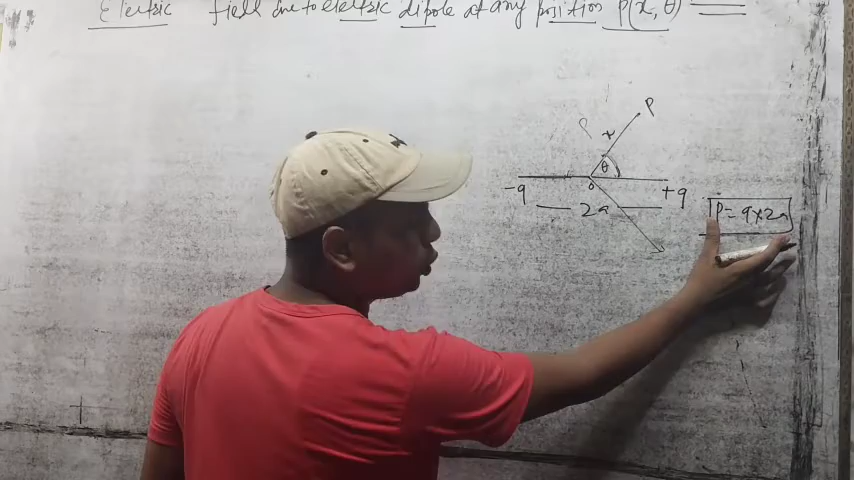 Electric field due to electric dipole at any position P(x, θ)
P
x
θ
o
-q
2a
+q
P = q×2a